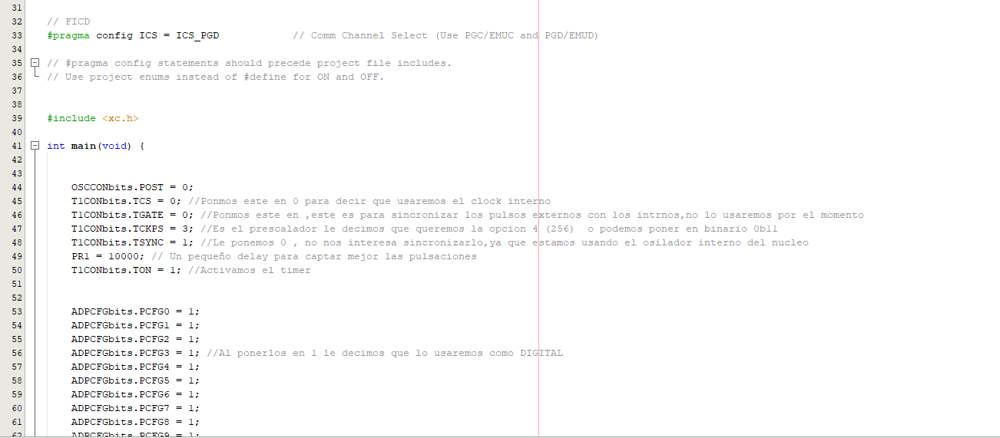 31
32 // FICD
33 #pragma config ICS = ICS_PGD // Comm Channel Select (Use PGC/EMUC and PGD/EMUD)
34
35 // #pragma config statements should precede project file includes.
36 // Use project enums instead of #define for ON and OFF.
37
38
39 #include <xc.h>
40
41 int main(void) {
42
43
44 OSCCONbits.POST = 0;
45 T1CONbits.TCS = 0; //Ponmos este en 0 para decir que usaremos el clock interno
46 T1CONbits.TGATE = 0; //Ponmos este en ,este es para sincronizar los pulsos externos con los intrnos,no lo usaremos por el momento
47 T1CONbits.TCKPS = 3; //Es el prescalador le decimos que queremos la opcion 4 (256) o podemos poner en binario 0b11
48 T1CONbits.TSYNC = 1; //Le ponemos 0 , no nos interesa sincronizarlo,ya que estamos usando el osilador interno del nucleo
49 PR1 = 10000; // Un pequeño delay para captar mejor las pulsaciones
50 T1CONbits.TON = 1; //Activamos el timer
51
52
53 ADPCFGbits.PCFG0 = 1;
54 ADPCFGbits.PCFG1 = 1;
55 ADPCFGbits.PCFG2 = 1;
56 ADPCFGbits.PCFG3 = 1; //Al ponerlos en 1 le decimos que lo usaremos como DIGITAL
57 ADPCFGbits.PCFG4 = 1;
58 ADPCFGbits.PCFG5 = 1;
59 ADPCFGbits.PCFG6 = 1;
60 ADPCFGbits.PCFG7 = 1;
61 ADPCFGbits.PCFG8 = 1;
62 ADPCFGbits.PCFG9 = 1;